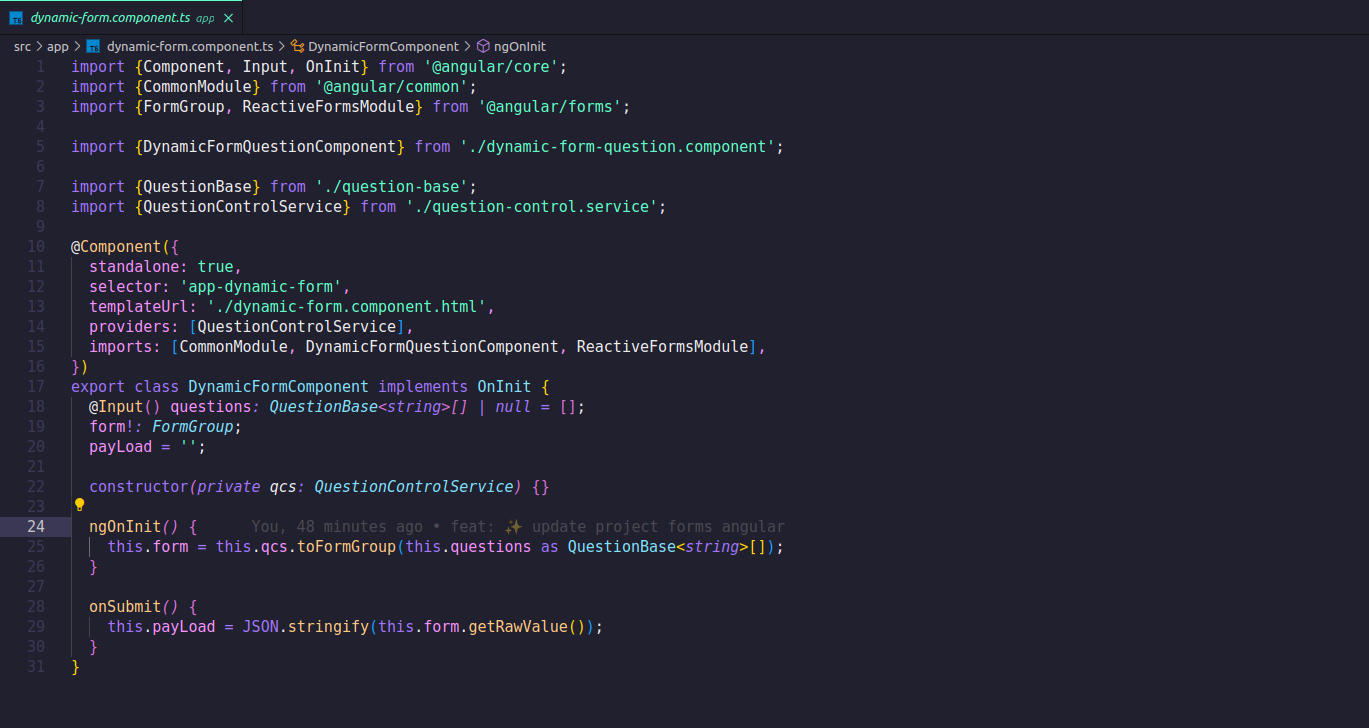 dynamic-form.component.ts app
src > app > dynamic-form.component.ts > DynamicFormComponent > ngOnInit
1 import {Component, Input, OnInit} from '@angular/core';
2 import {CommonModule} from '@angular/common';
3 import {FormGroup, ReactiveFormsModule} from '@angular/forms';
4
5 import {DynamicFormQuestionComponent} from './dynamic-form-question.component';
6
7 import {QuestionBase} from './question-base';
8 import {QuestionControlService} from './question-control.service';
9
10 @Component({
11   standalone: true,
12   selector: 'app-dynamic-form',
13   templateUrl: './dynamic-form.component.html',
14   providers: [QuestionControlService],
15   imports: [CommonModule, DynamicFormQuestionComponent, ReactiveFormsModule],
16 })
17 export class DynamicFormComponent implements OnInit {
18   @Input() questions: QuestionBase<string>[] | null = [];
19   form!: FormGroup;
20   payLoad = '';
21
22   constructor(private qcs: QuestionControlService) {}
23
24   ngOnInit() { You, 48 minutes ago • feat: ✨ update project forms angular
25     this.form = this.qcs.toFormGroup(this.questions as QuestionBase<string>[]);
26   }
27
28   onSubmit() {
29     this.payLoad = JSON.stringify(this.form.getRawValue());
30   }
31 }